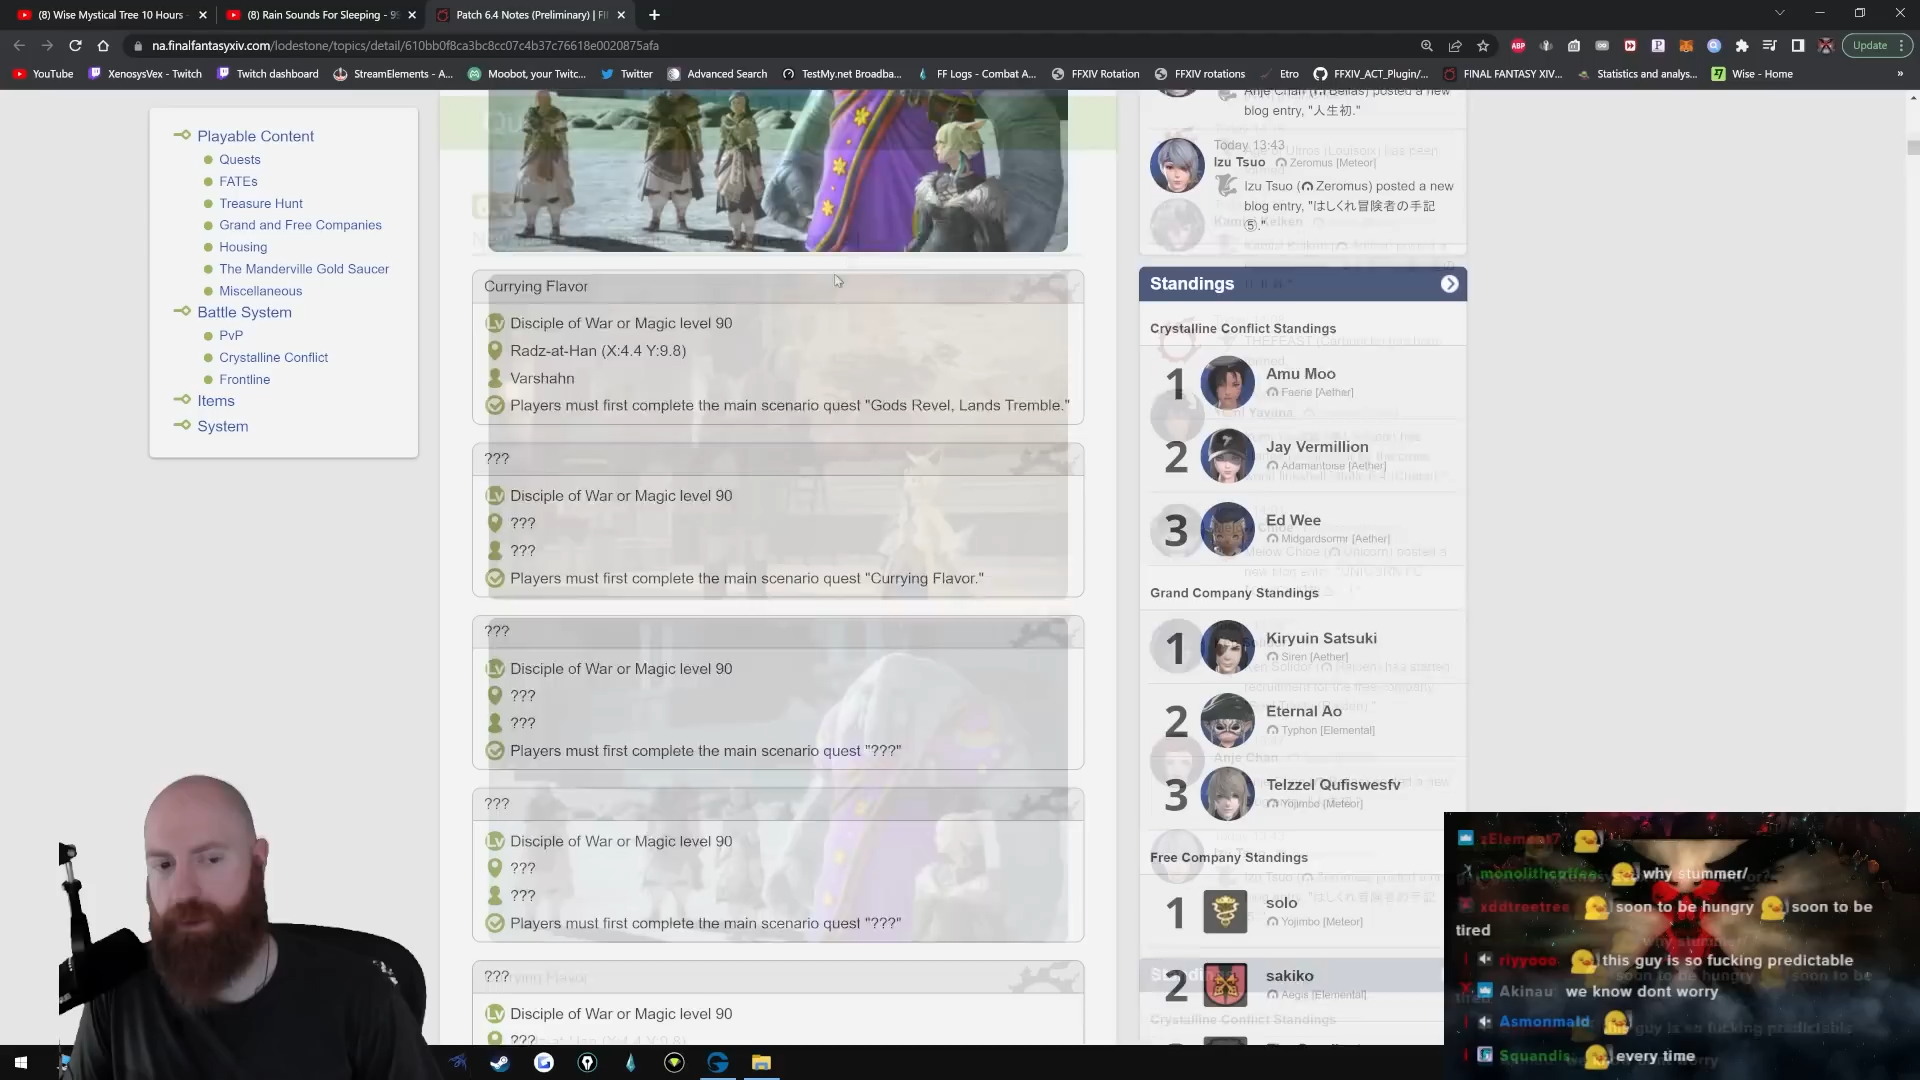 (8) Wise Mystical Tree 10 Hours -
(8) Rain Sounds For Sleeping - 99
Patch 6.4 Notes (Preliminary) | FI
na.finalfantasyxiv.com/lodestone/topics/detail/610bb0f8ca3bc8cc07c4b37c76618e0020875afa
Update
YouTube
XenosysVex - Twitch
Twitch dashboard
StreamElements - A...
Moobot, your Twitc...
Twitter
Advanced Search
TestMy.net Broadba...
FF Logs - Combat A...
FFXIV Rotation
FFXIV rotations
Etro
FFXIV_ACT_Plugin/...
FINAL FANTASY XIV...
Statistics and analys...
Wise - Home
»
Playable Content
Quests
FATEs
Treasure Hunt
Grand and Free Companies
Housing
The Manderville Gold Saucer
Miscellaneous
Battle System
PvP
Crystalline Conflict
Frontline
Items
System
Currying Flavor
Lv Disciple of War or Magic level 90
Radz-at-Han (X:4.4 Y:9.8)
Varshahn
Players must first complete the main scenario quest "Gods Revel, Lands Tremble."
???
Lv Disciple of War or Magic level 90
???
???
Players must first complete the main scenario quest "Currying Flavor."
???
Lv Disciple of War or Magic level 90
???
???
Players must first complete the main scenario quest "???"
???
Lv Disciple of War or Magic level 90
???
???
Players must first complete the main scenario quest "???"
???
Lv Disciple of War or Magic level 90
???
Anje Chan (Belias) posted a new
blog entry, "人生初."
Today 13:43
Izu Tsuo Zeromus [Meteor]
Izu Tsuo (Zeromus) posted a new
blog entry, "はしくれ冒険者の手記
⑤."
Standings
Crystalline Conflict Standings
1 Amu Moo
Faerie [Aether]
2 Jay Vermillion
Adamantoise [Aether]
3 Ed Wee
Midgardsormr [Aether]
Grand Company Standings
1 Kiryuin Satsuki
Siren [Aether]
2 Eternal Ao
Typhon [Elemental]
3 Telzzel Qufiswesfv
Yojimbo [Meteor]
Free Company Standings
1 solo
Yojimbo [Meteor]
2 sakiko
Aegis [Elemental]
zElement7
monolithcoffee: why stummer/
xddtreetree soon to be hungry soon to be
tired
riyyooo this guy is so fucking predictable
Akinau we know dont worry
Asmonmald
Squandis every time